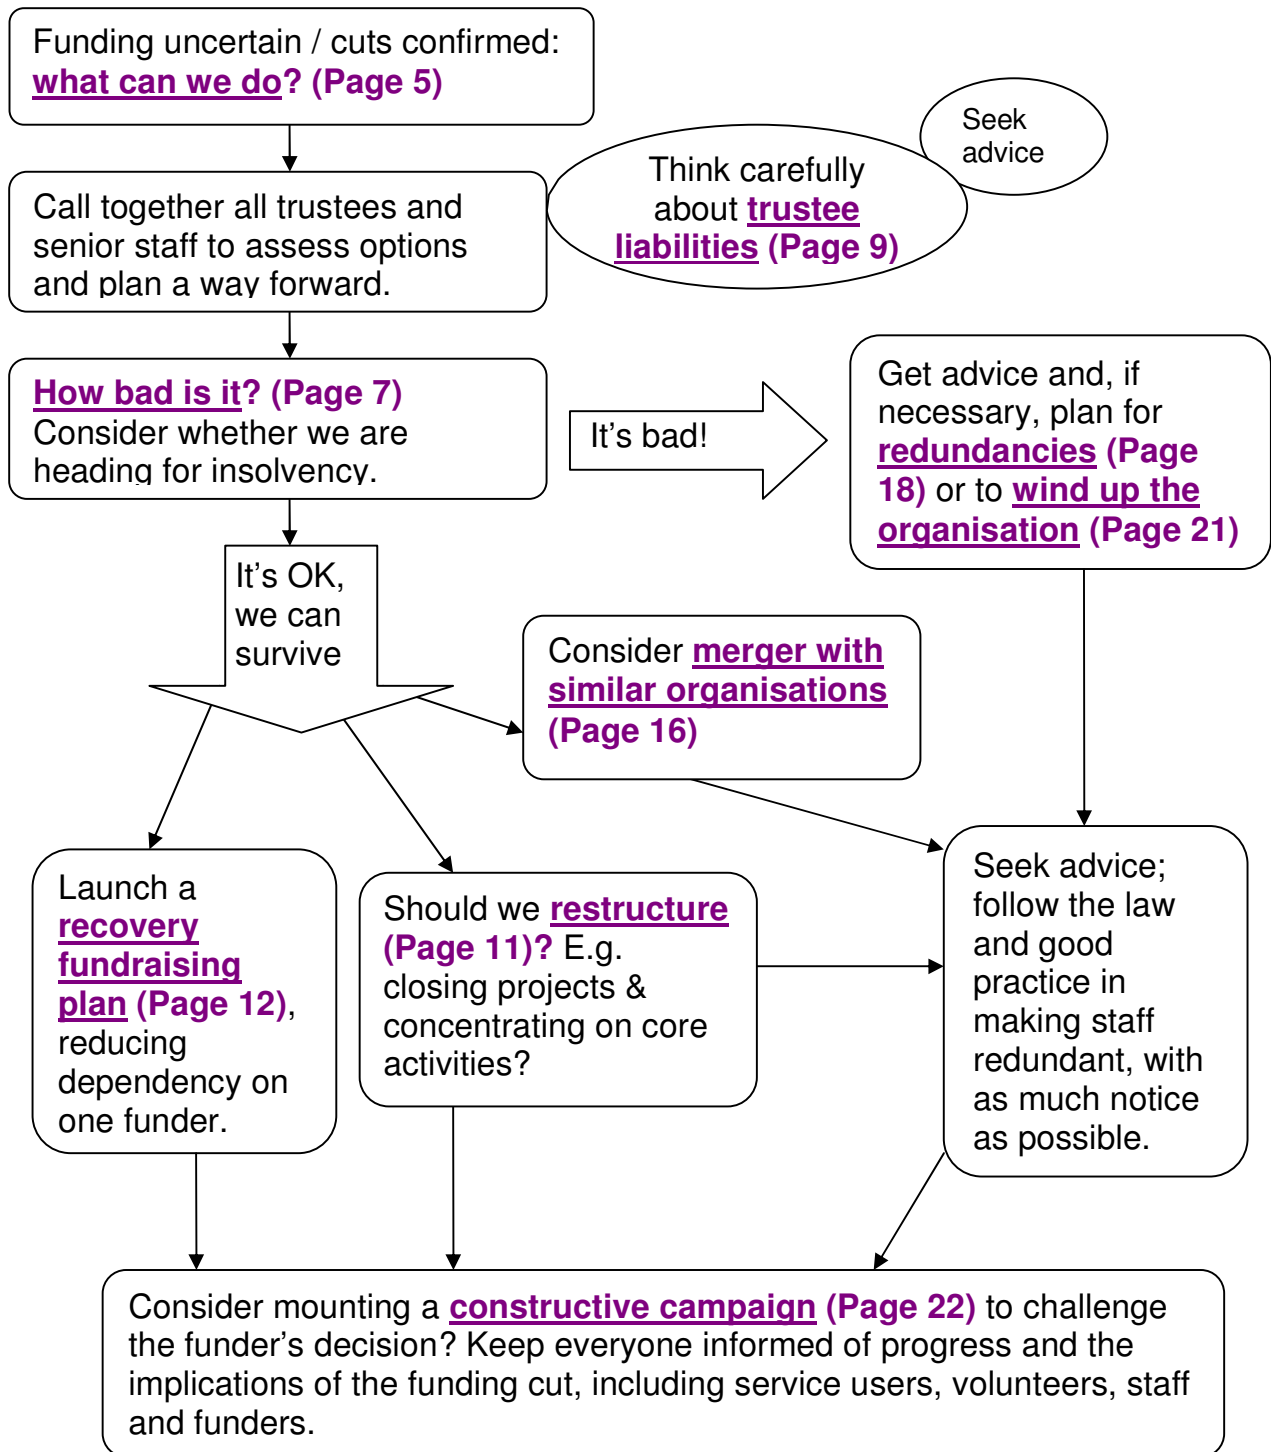 Funding uncertain / cuts confirmed:
what can we do? (Page 5)
Seek
advice
Think carefully
about trustee
liabilities (Page 9)
Call together all trustees and
senior staff to assess options
and plan a way forward.
How bad is it? (Page 7)
Consider whether we are
heading for insolvency.
It's bad!
Get advice and, if
necessary, plan for
redundancies (Page
18) or to wind up the
organisation (Page 21)
It's OK,
we can
survive
Consider merger with
similar organisations
(Page 16)
Launch a
recovery
fundraising
plan (Page 12),
reducing
dependency on
one funder.
Should we restructure
(Page 11)? E.g.
closing projects &
concentrating on core
activities?
Seek advice;
follow the law
and good
practice in
making staff
redundant, with
as much notice
as possible.
Consider mounting a constructive campaign (Page 22) to challenge
the funder's decision? Keep everyone informed of progress and the
implications of the funding cut, including service users, volunteers, staff
and funders.